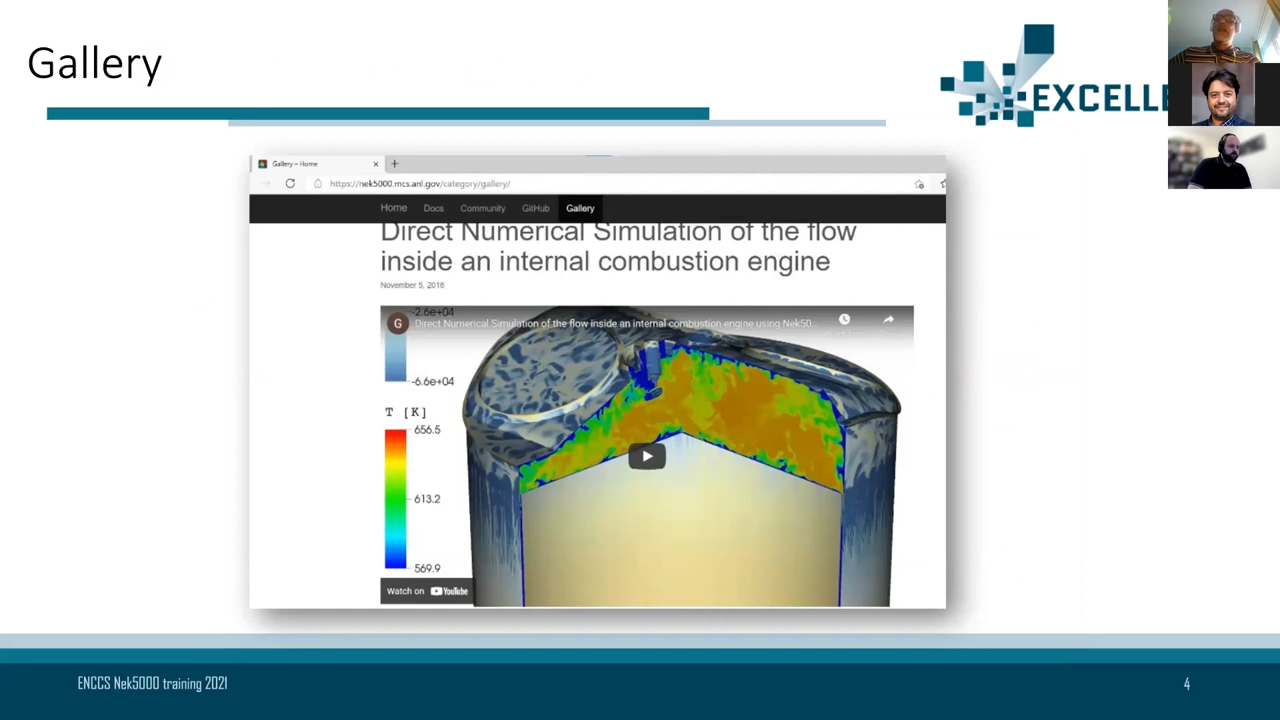 Gallery
EXCELLE
Gallery – Home
https://nek5000.mcs.anl.gov/category/gallery/
Home Docs Community GitHub Gallery
Direct Numerical Simulation of the flow
inside an internal combustion engine
November 5, 2018
-2.6e+04
G Direct Numerical Simulation of the flow inside an internal combustion engine using Nek50...
-6.6e+04
T [K]
656.5
613.2
569.9
Watch on YouTube
ENCCS Nek5000 training 2021
4